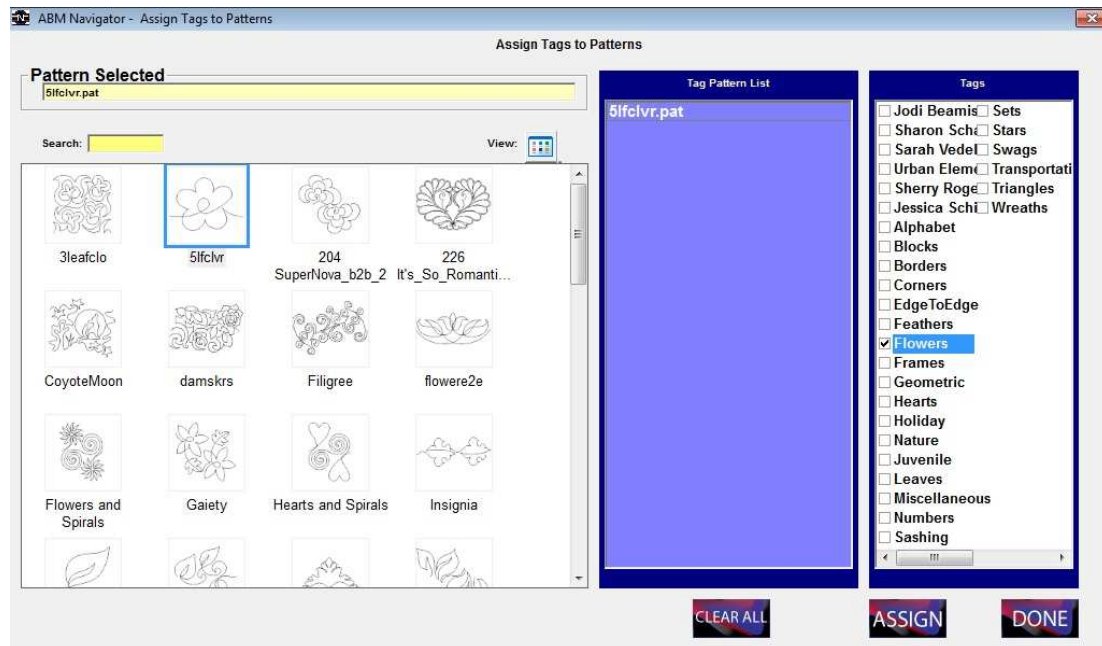 ABM Navigator - Assign Tags to Patterns
Assign Tags to Patterns
Pattern Selected
5lfclvr.pat
Search:
View:
3leafclo
5lfclvr
204
SuperNova_b2b_2
226
It's_So_Romanti...
CoyoteMoon
damskrs
Filigree
flowere2e
Flowers and
Spirals
Gaiety
Hearts and Spirals
Insignia
Tag Pattern List
5lfclvr.pat
Tags
Jodi Beamis
Sharon Scha
Sarah Vedel
Urban Eleme
Sherry Roge
Jessica Schi
Alphabet
Blocks
Borders
Corners
EdgeToEdge
Feathers
Flowers
Frames
Geometric
Hearts
Holiday
Nature
Juvenile
Leaves
Miscellaneous
Numbers
Sashing
Sets
Stars
Swags
Transportati
Triangles
Wreaths
CLEAR ALL
ASSIGN
DONE